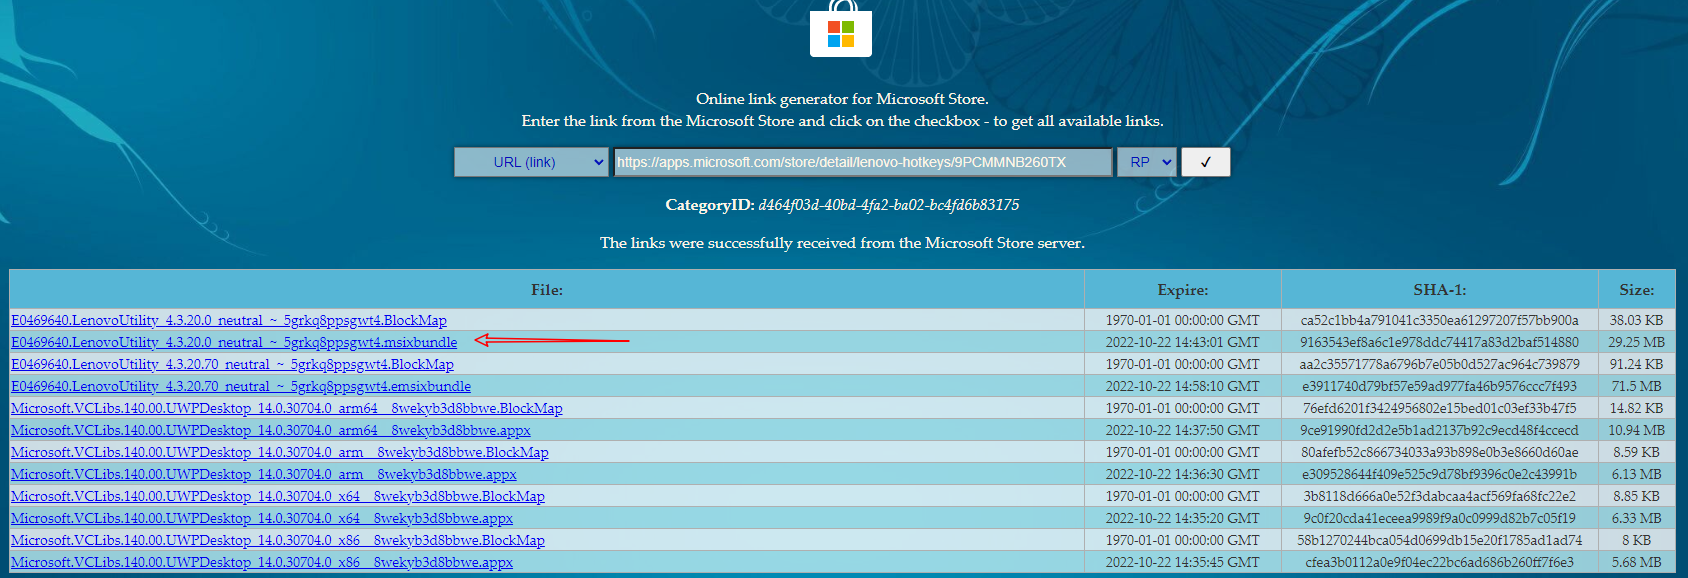 Online link generator for Microsoft Store.
Enter the link from the Microsoft Store and click on the checkbox - to get all available links.
URL (link) https://apps.microsoft.com/store/detail/lenovo-hotkeys/9PCMMNB260TX RP ✓
CategoryID: d464f03d-40bd-4fa2-ba02-bc4fd6b83175
The links were successfully received from the Microsoft Store server.
File: Expire: SHA-1: Size:
E0469640.LenovoUtility_4.3.20.0_neutral_~_5grkq8ppsgwt4.BlockMap 1970-01-01 00:00:00 GMT ca52c1bb4a791041c3350ea61297207f57bb900a 38.03 KB
E0469640.LenovoUtility_4.3.20.0_neutral_~_5grkq8ppsgwt4.msixbundle 2022-10-22 14:43:01 GMT 9163543ef8a6c1e978ddc74417a83d2baf514880 29.25 MB
E0469640.LenovoUtility_4.3.20.70_neutral_~_5grkq8ppsgwt4.BlockMap 1970-01-01 00:00:00 GMT aa2c35571778a6796b7e05b0d527ac964c739879 91.24 KB
E0469640.LenovoUtility_4.3.20.70_neutral_~_5grkq8ppsgwt4.emsixbundle 2022-10-22 14:58:10 GMT e3911740d79bf57e59ad977fa46b9576ccc7f493 71.5 MB
Microsoft.VCLibs.140.00.UWPDesktop_14.0.30704.0_arm64__8wekyb3d8bbwe.BlockMap 1970-01-01 00:00:00 GMT 76efd6201f3424956802e15bed01c03ef33b47f5 14.82 KB
Microsoft.VCLibs.140.00.UWPDesktop_14.0.30704.0_arm64__8wekyb3d8bbwe.appx 2022-10-22 14:37:50 GMT 9ce91990fd2d2e5b1ad2137b92c9ecd48f4ccecd 10.94 MB
Microsoft.VCLibs.140.00.UWPDesktop_14.0.30704.0_arm__8wekyb3d8bbwe.BlockMap 1970-01-01 00:00:00 GMT 80afefb52c866734033a93b898e0b3e8660d60ae 8.59 KB
Microsoft.VCLibs.140.00.UWPDesktop_14.0.30704.0_arm__8wekyb3d8bbwe.appx 2022-10-22 14:36:30 GMT e309528644f409e525c9d78bf9396c0e2c43991b 6.13 MB
Microsoft.VCLibs.140.00.UWPDesktop_14.0.30704.0_x64__8wekyb3d8bbwe.BlockMap 1970-01-01 00:00:00 GMT 3b8118d666a0e52f3dabcaa4acf569fa68fc22e2 8.85 KB
Microsoft.VCLibs.140.00.UWPDesktop_14.0.30704.0_x64__8wekyb3d8bbwe.appx 2022-10-22 14:35:20 GMT 9c0f20cda41eceea9989f9a0c0999d82b7c05f19 6.33 MB
Microsoft.VCLibs.140.00.UWPDesktop_14.0.30704.0_x86__8wekyb3d8bbwe.BlockMap 1970-01-01 00:00:00 GMT 58b1270244bca054d0699db15e20f1785ad1ad74 8 KB
Microsoft.VCLibs.140.00.UWPDesktop_14.0.30704.0_x86__8wekyb3d8bbwe.appx 2022-10-22 14:35:45 GMT cfea3b0112a0e9f04ec22bc6ad686b260ff7f6e3 5.68 MB